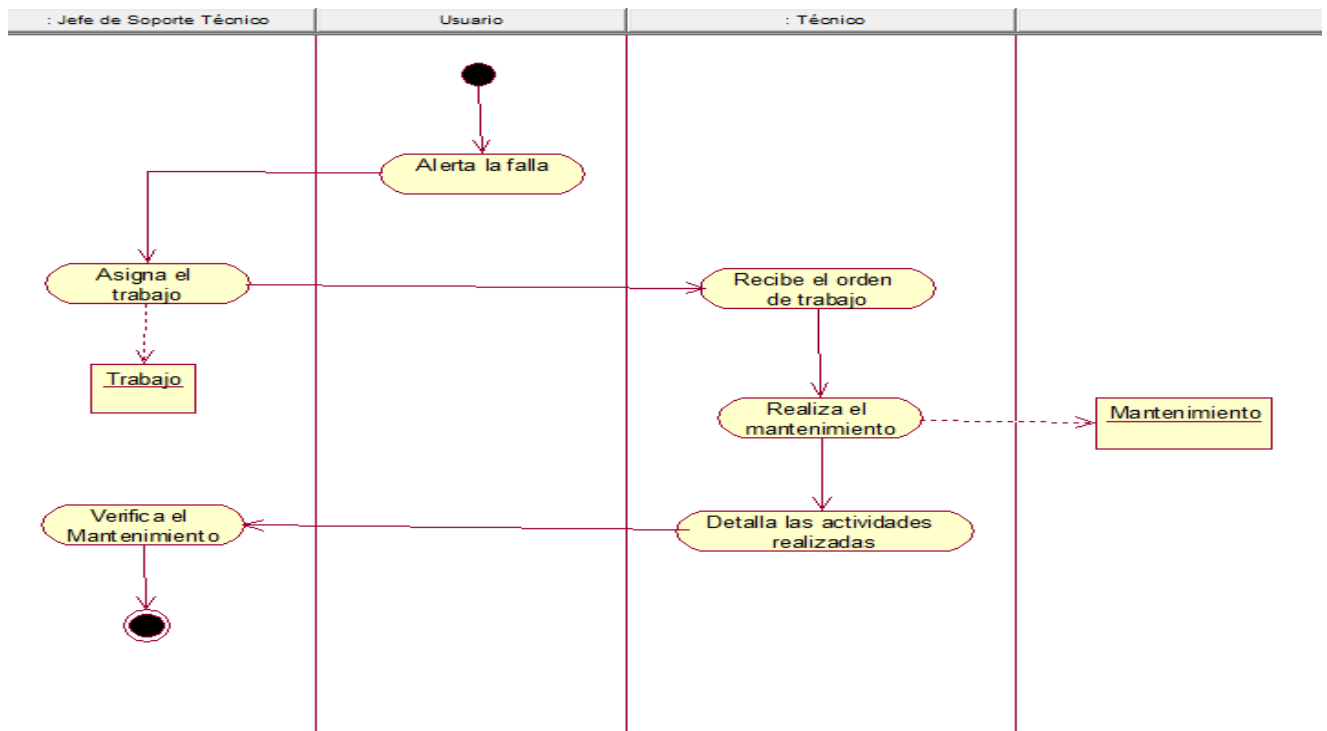 : Jefe de Soporte Técnico
Usuario
: Técnico
Alerta la falla
Asigna el
trabajo
Recibe el orden
de trabajo
Trabajo
Realiza el
mantenimiento
Mantenimiento
Verifica el
Mantenimiento
Detalla las actividades
realizadas